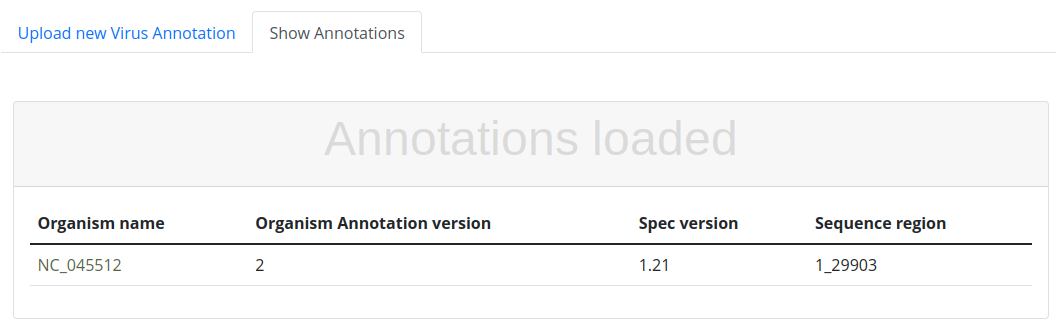 Upload new Virus Annotation Show Annotations
Annotations loaded
Organism name Organism Annotation version Spec version Sequence region
NC_045512 2 1.21 1_29903